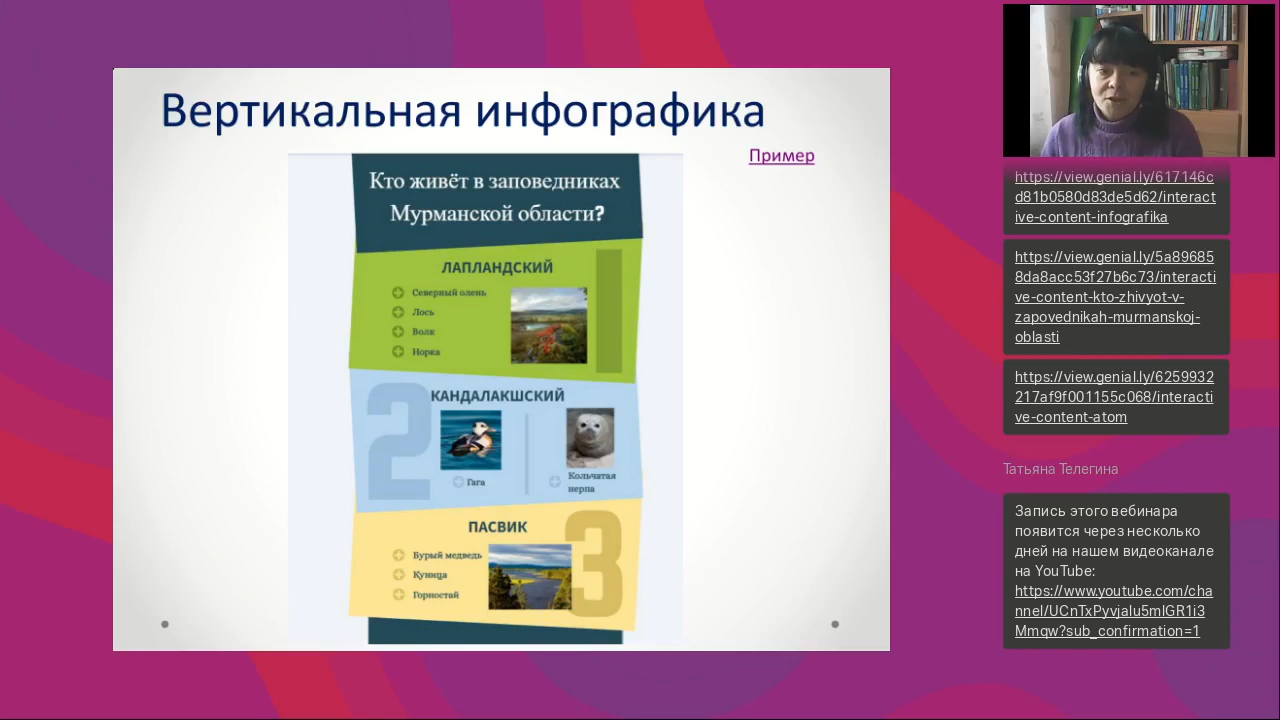 Вертикальная инфографика
Пример
Кто живёт в заповедниках
Мурманской области?
ЛАПЛАНДСКИЙ
Северный олень
Лось
Волк
Норка
1
2
КАНДАЛАКШСКИЙ
Гага
Кольчатая
нерпа
ПАСВИК
Бурый медведь
Куница
Горностай
3
https://view.genial.ly/617146c
d81b0580d83de5d62/interact
ive-content-infografika
https://view.genial.ly/5a89685
8da8acc53f27b6c73/interacti
ve-content-kto-zhivyot-v-
zapovednikah-murmanskoj-
oblasti
https://view.genial.ly/6259932
217af9f001155c068/interacti
ve-content-atom
Татьяна Телегина
Запись этого вебинара
появится через несколько
дней на нашем видеоканале
на YouTube:
https://www.youtube.com/cha
nnel/UCnTxPyvjalu5mlGR1i3
Mmqw?sub_confirmation=1